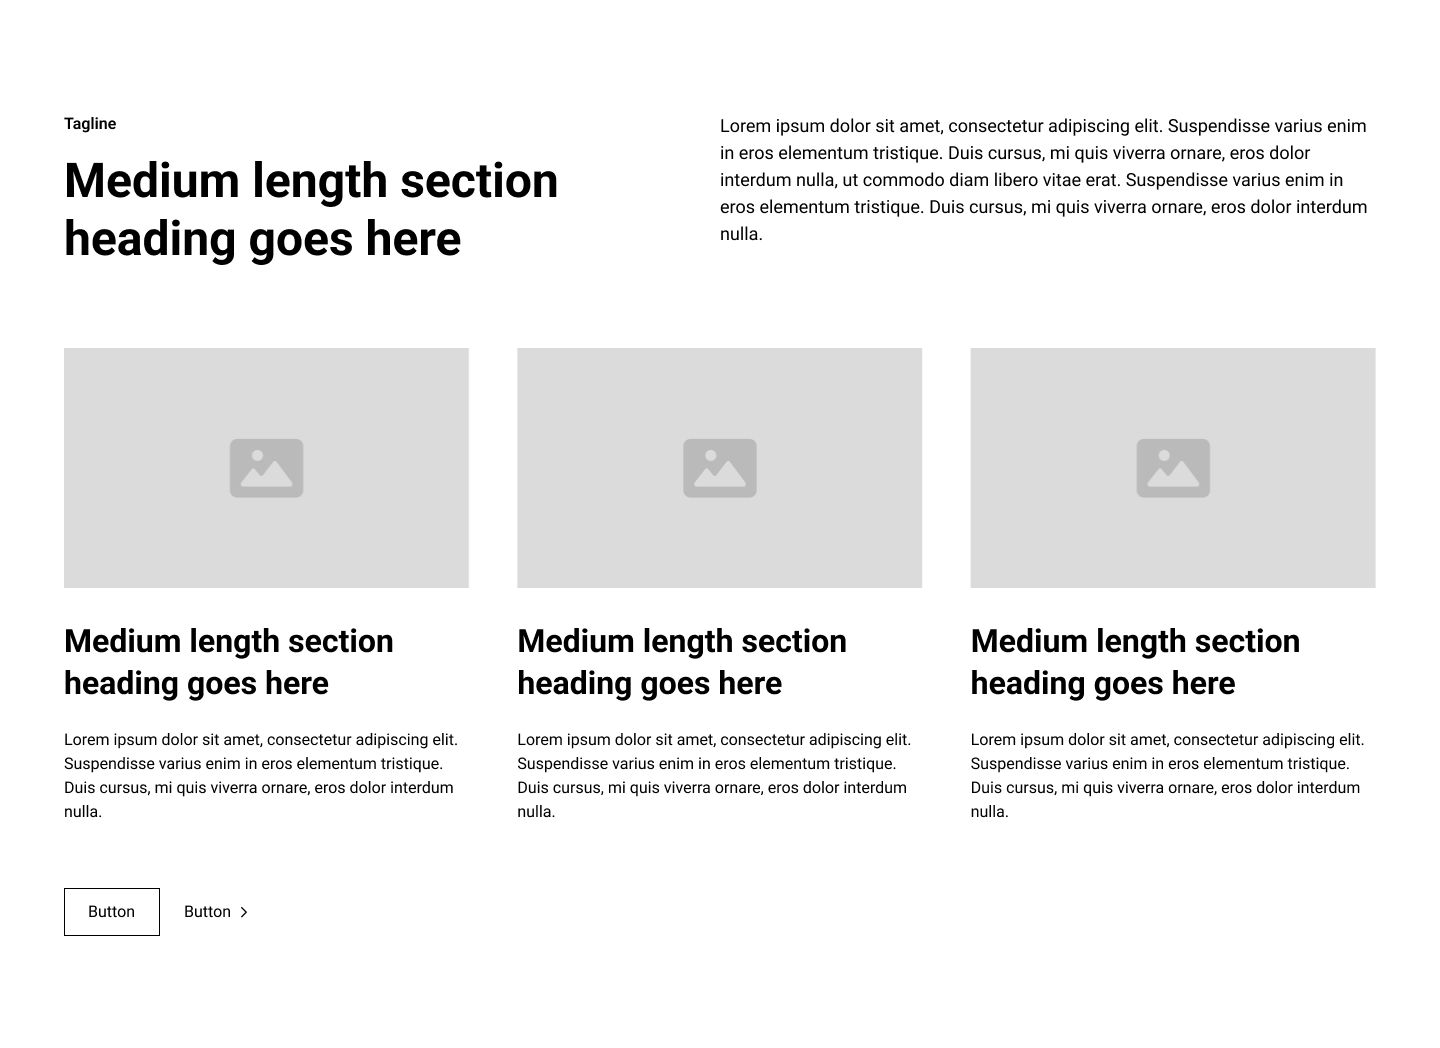 Tagline
Medium length section
heading goes here
Lorem ipsum dolor sit amet, consectetur adipiscing elit. Suspendisse varius enim
in eros elementum tristique. Duis cursus, mi quis viverra ornare, eros dolor
interdum nulla, ut commodo diam libero vitae erat. Suspendisse varius enim in
eros elementum tristique. Duis cursus, mi quis viverra ornare, eros dolor interdum
nulla.
Medium length section
heading goes here
Lorem ipsum dolor sit amet, consectetur adipiscing elit.
Suspendisse varius enim in eros elementum tristique.
Duis cursus, mi quis viverra ornare, eros dolor interdum
nulla.
Medium length section
heading goes here
Lorem ipsum dolor sit amet, consectetur adipiscing elit.
Suspendisse varius enim in eros elementum tristique.
Duis cursus, mi quis viverra ornare, eros dolor interdum
nulla.
Medium length section
heading goes here
Lorem ipsum dolor sit amet, consectetur adipiscing elit.
Suspendisse varius enim in eros elementum tristique.
Duis cursus, mi quis viverra ornare, eros dolor interdum
nulla.
Button
Button